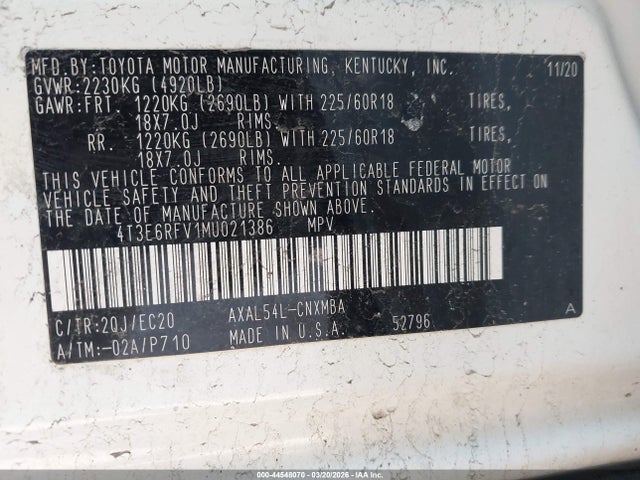 MFD.BY:TOYOTA MOTOR MANUFACTURING, KENTUCKY, INC. 11/20
GVWR:2230KG (4920LB)
GAWR:FRT. 1220KG (2690LB) WITH 225/60R18 TIRES,
18X7.0J RIMS.
RR. 1220KG (2690LB) WITH 225/60R18 TIRES,
18X7.0J RIMS.
THIS VEHICLE CONFORMS TO ALL APPLICABLE FEDERAL MOTOR
VEHICLE SAFETY AND THEFT PREVENTION STANDARDS IN EFFECT ON
THE DATE OF MANUFACTURE SHOWN ABOVE.
4T3E6RFV1MU021386 MPV
C/TR:20J/EC20 AXAL54L-CNXMBA A
A/TM:-02A/P710 MADE IN U.S.A. 52796
000-44548070 - 03/20/2026 - IAA Inc.